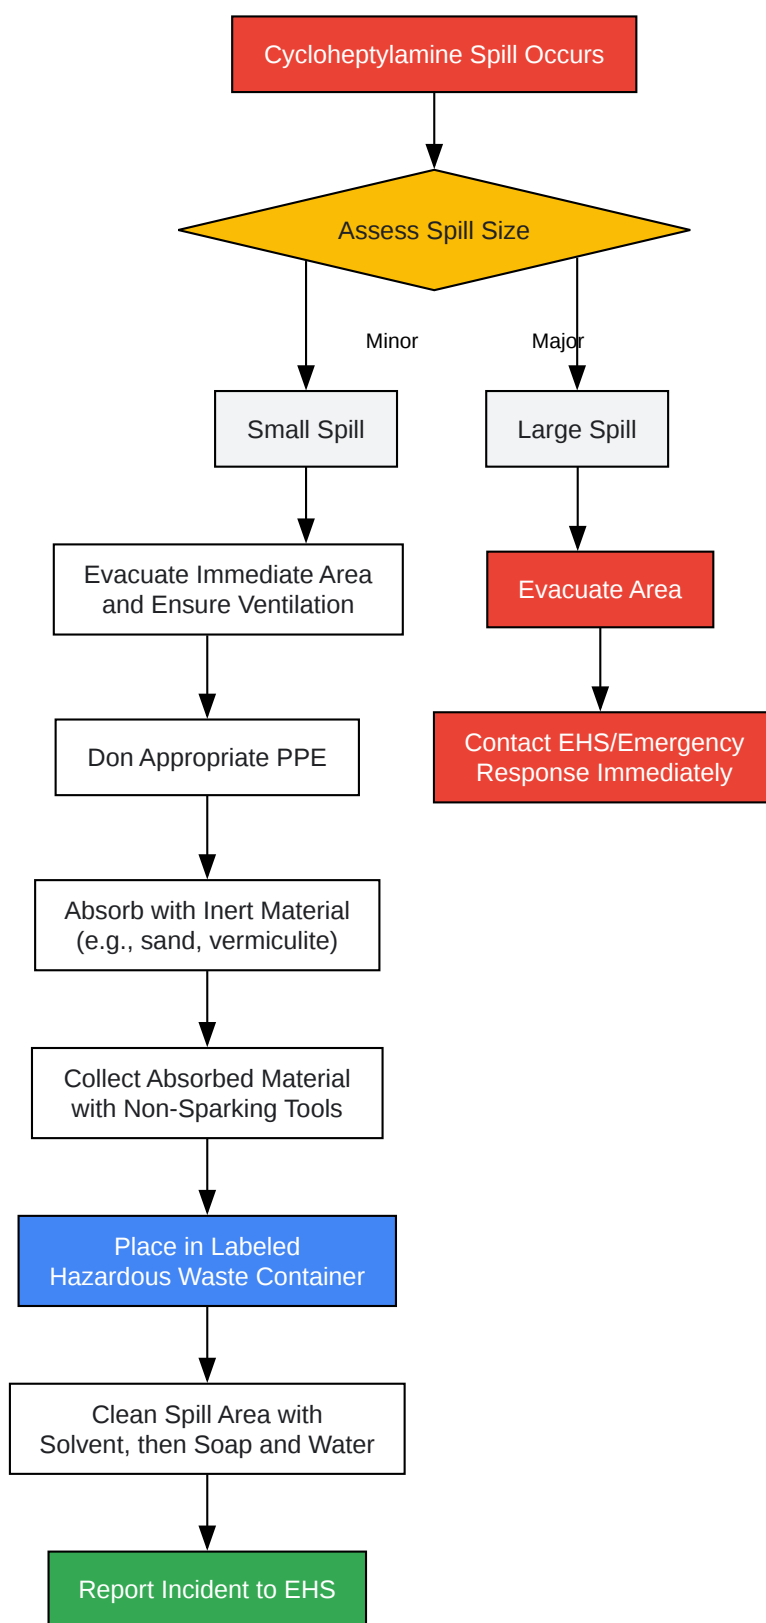 Cycloheptylamine Spill Occurs
Assess Spill Size
Minor
Major
Small Spill
Large Spill
Evacuate Immediate Area
and Ensure Ventilation
Evacuate Area
Don Appropriate PPE
Contact EHS/Emergency
Response Immediately
Absorb with Inert Material
(e.g., sand, vermiculite)
Collect Absorbed Material
with Non-Sparking Tools
Place in Labeled
Hazardous Waste Container
Clean Spill Area with
Solvent, then Soap and Water
Report Incident to EHS